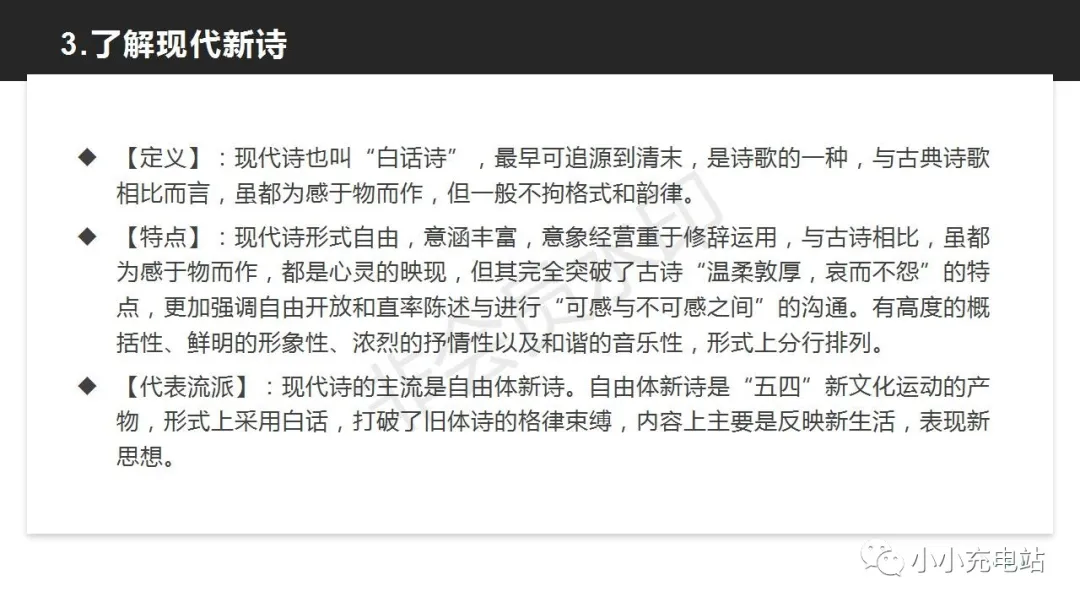 3.了解现代新诗
◆ 【定义】：现代诗也叫“白话诗”，最早可追源到清末，是诗歌的一种，与古典诗歌
相比而言，虽都为感于物而作，但一般不拘格式和韵律。
◆ 【特点】：现代诗形式自由，意涵丰富，意象经营重于修辞运用，与古诗相比，虽都
为感于物而作，都是心灵的映现，但其完全突破了古诗“温柔敦厚，哀而不怨”的特
点，更加强调自由开放和直率陈述与进行“可感与不可感之间”的沟通。有高度的概
括性、鲜明的形象性、浓烈的抒情性以及和谐的音乐性，形式上分行排列。
◆ 【代表流派】：现代诗的主流是自由体新诗。自由体新诗是“五四”新文化运动的产
物，形式上采用白话，打破了旧体诗的格律束缚，内容上主要是反映新生活，表现新
思想。
非会员水印
小小充电站